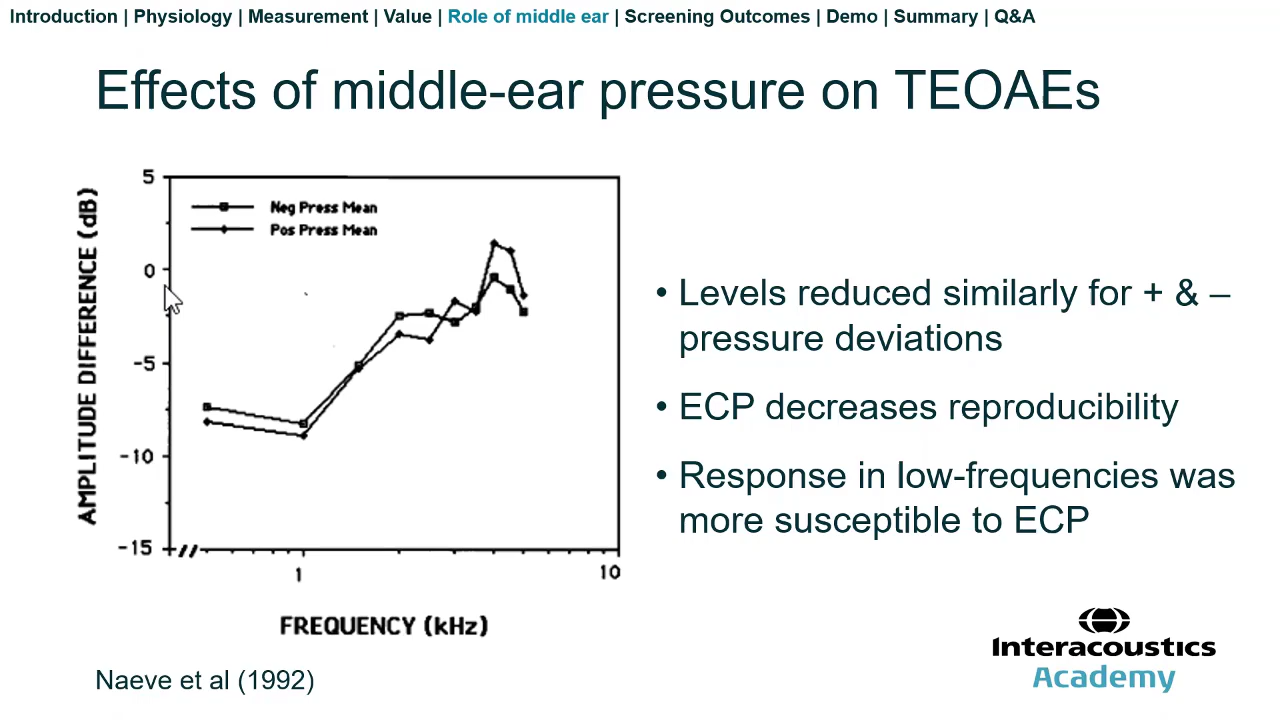 Introduction | Physiology | Measurement | Value | Role of middle ear | Screening Outcomes | Demo | Summary | Q&A
Effects of middle-ear pressure on TEOAEs
AMPLITUDE DIFFERENCE (dB)
5
0
-5
-10
-15
Neg Press Mean
Pos Press Mean
1
10
FREQUENCY (kHz)
• Levels reduced similarly for + & –
pressure deviations
• ECP decreases reproducibility
• Response in low-frequencies was
more susceptible to ECP
Naeve et al (1992)
Interacoustics
Academy